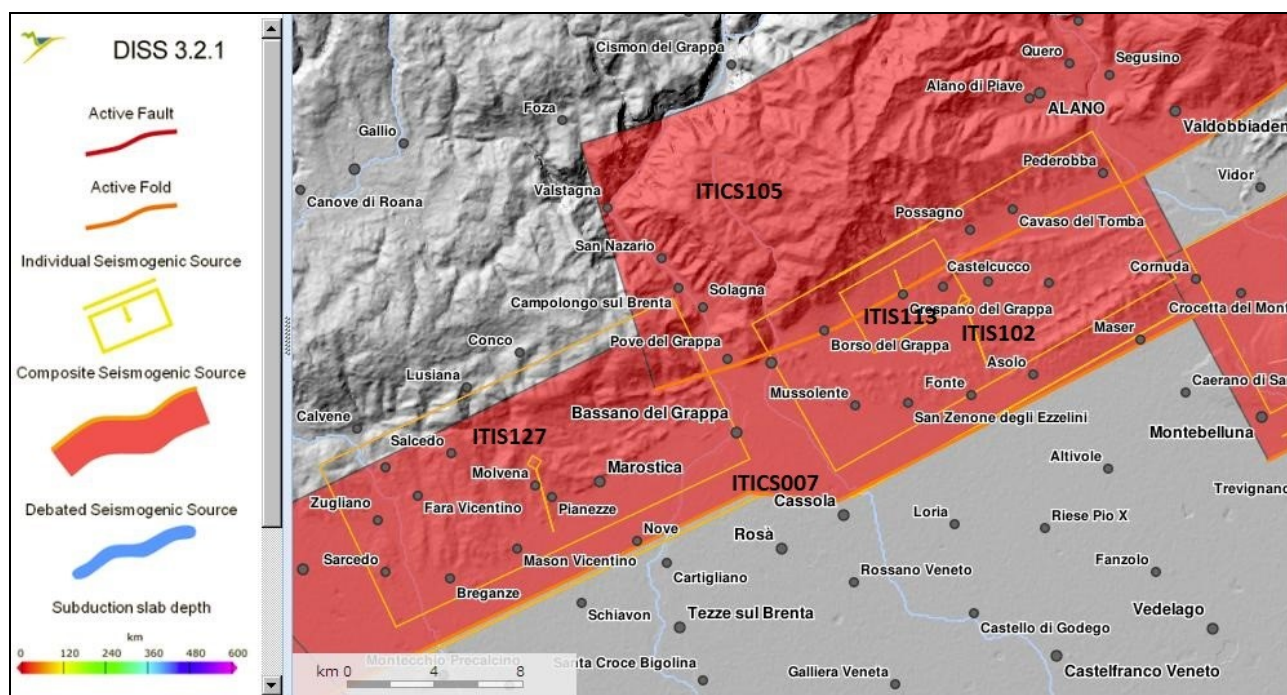 DISS 3.2.1
Active Fault
Active Fold
Individual Seismogenic Source
Composite Seismogenic Source
Debated Seismogenic Source
Subduction slab depth
km
0 120 240 360 480 600
Cismon del Grappa
Quero
Segusino
Alano di Piave
ALANO
Foza
Valdobbiaden
Gallio
Pederobba
Vidor
Canove di Roana
Valstagna
ITICS105
Possagno
Cavaso del Tomba
San Nazario
Castelcucco
Cornuda
Campolongo sul Brenta
Solagna
Crespano del Grappa
Crocetta del Mont
ITIS113
ITIS102
Maser
Conco
Pove del Grappa
Borso del Grappa
Asolo
Lusiana
Mussolente
Fonte
Caerano di Sa
Calvene
Bassano del Grappa
San Zenone degli Ezzelini
Montebelluna
Salcedo
ITIS127
Molvena
Marostica
Altivole
ITICS007
Trevignano
Zugliano
Fara Vicentino
Pianezze
Cassola
Loria
Riese Pio X
Nove
Rosà
Sarcedo
Mason Vicentino
Fanzolo
Cartigliano
Rossano Veneto
Breganze
Schiavon
Tezze sul Brenta
Castello di Godego
Vedelago
Montecchio Precalcino
Santa Croce Bigolina
Galliera Veneta
Castelfranco Veneto
km 0 4 8